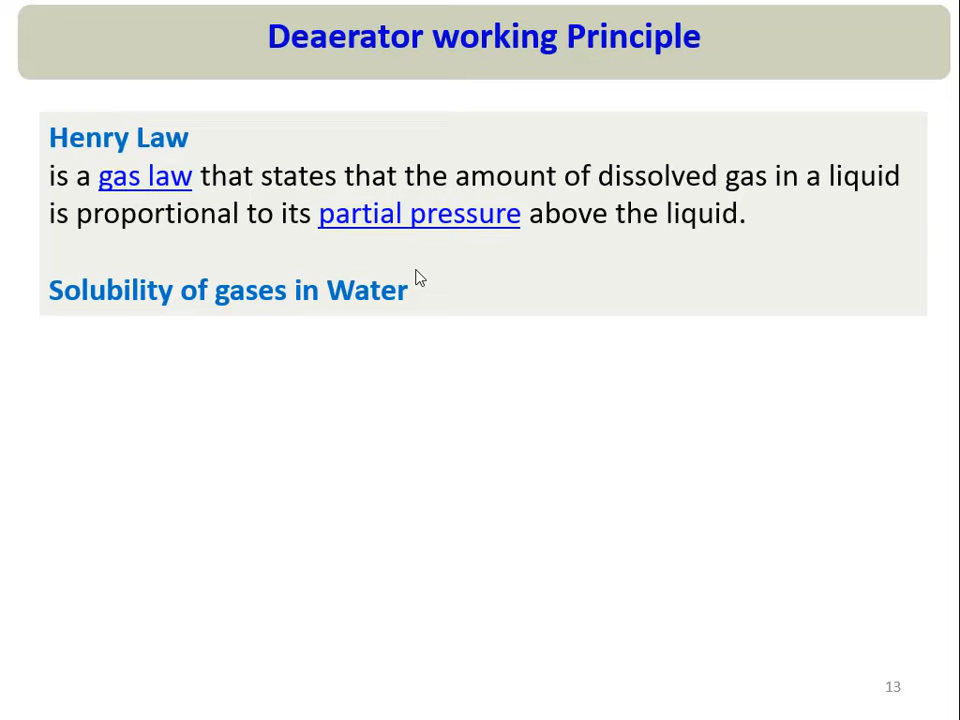 Deaerator working Principle
Henry Law
is a gas law that states that the amount of dissolved gas in a liquid
is proportional to its partial pressure above the liquid.
Solubility of gases in Water
13